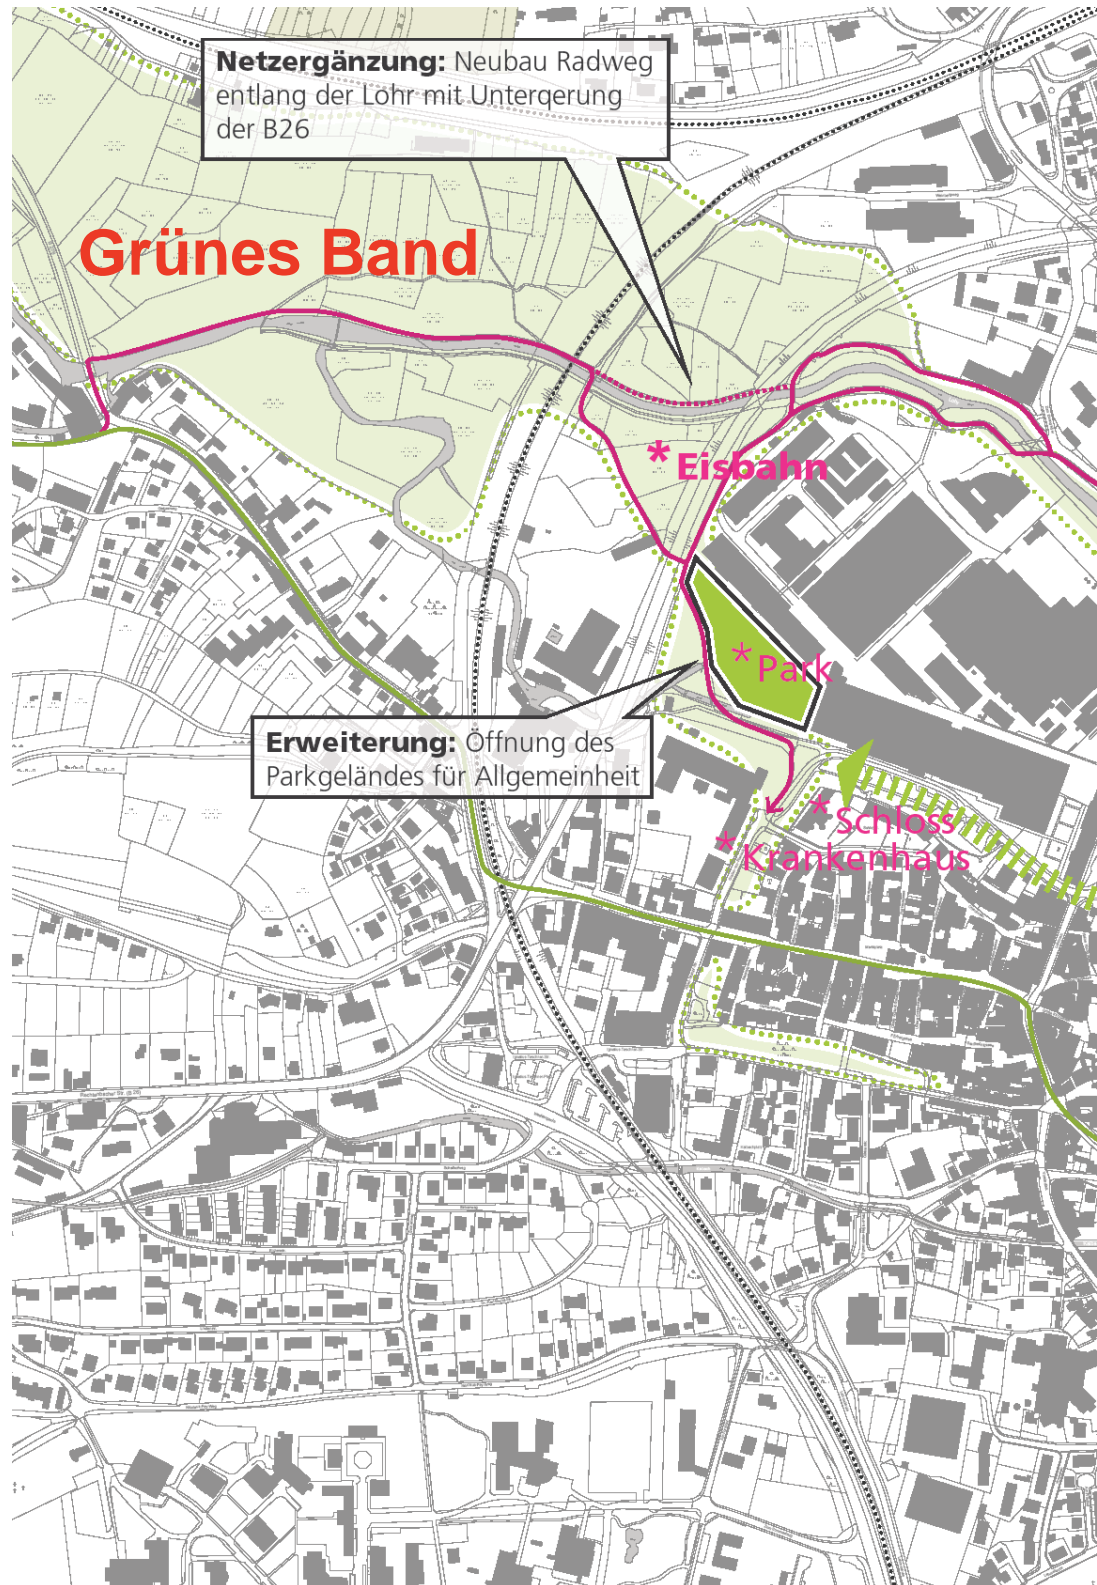 Netzergänzung: Neubau Radweg
entlang der Lohr mit Unterqerung
der B26
Grünes Band
* Eisbahn
* Park
Erweiterung: Öffnung des
Parkgeländes für Allgemeinheit
* Schloss
* Krankenhaus